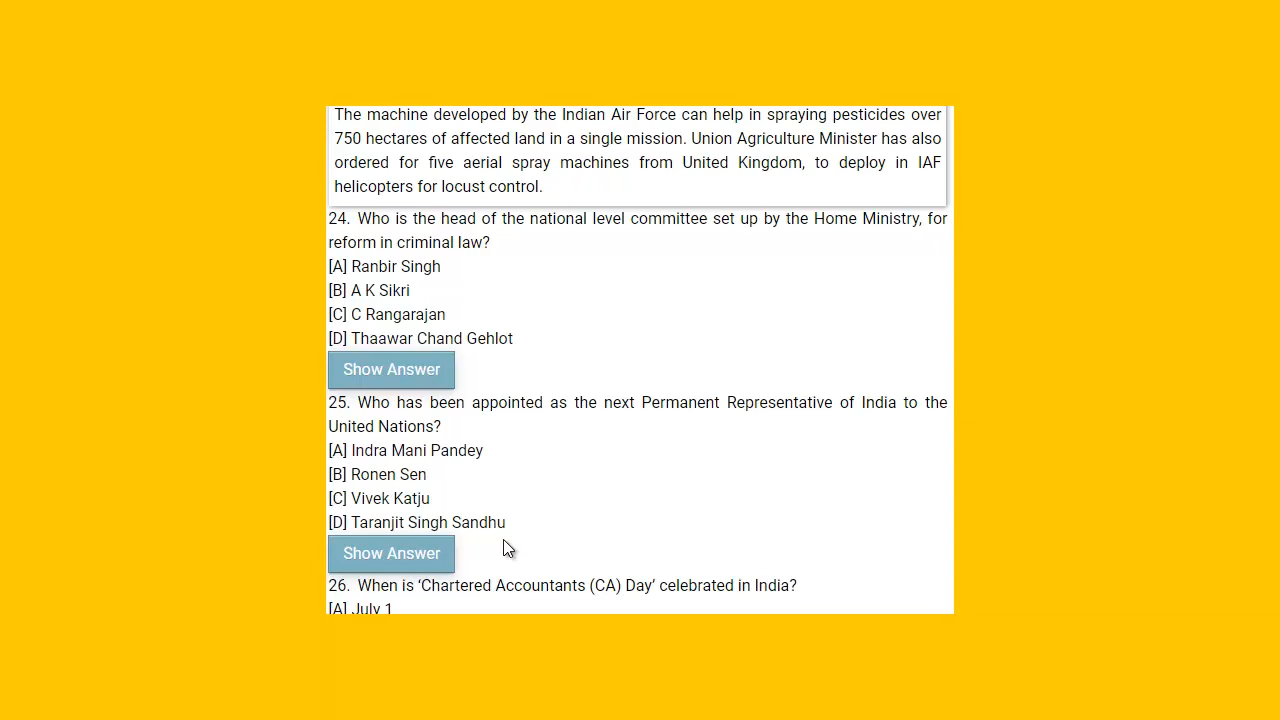 The machine developed by the Indian Air Force can help in spraying pesticides over
750 hectares of affected land in a single mission. Union Agriculture Minister has also
ordered for five aerial spray machines from United Kingdom, to deploy in IAF
helicopters for locust control.
24. Who is the head of the national level committee set up by the Home Ministry, for
reform in criminal law?
[A] Ranbir Singh
[B] A K Sikri
[C] C Rangarajan
[D] Thaawar Chand Gehlot
Show Answer
25. Who has been appointed as the next Permanent Representative of India to the
United Nations?
[A] Indra Mani Pandey
[B] Ronen Sen
[C] Vivek Katju
[D] Taranjit Singh Sandhu
Show Answer
26. When is ‘Chartered Accountants (CA) Day’ celebrated in India?
[A] July 1